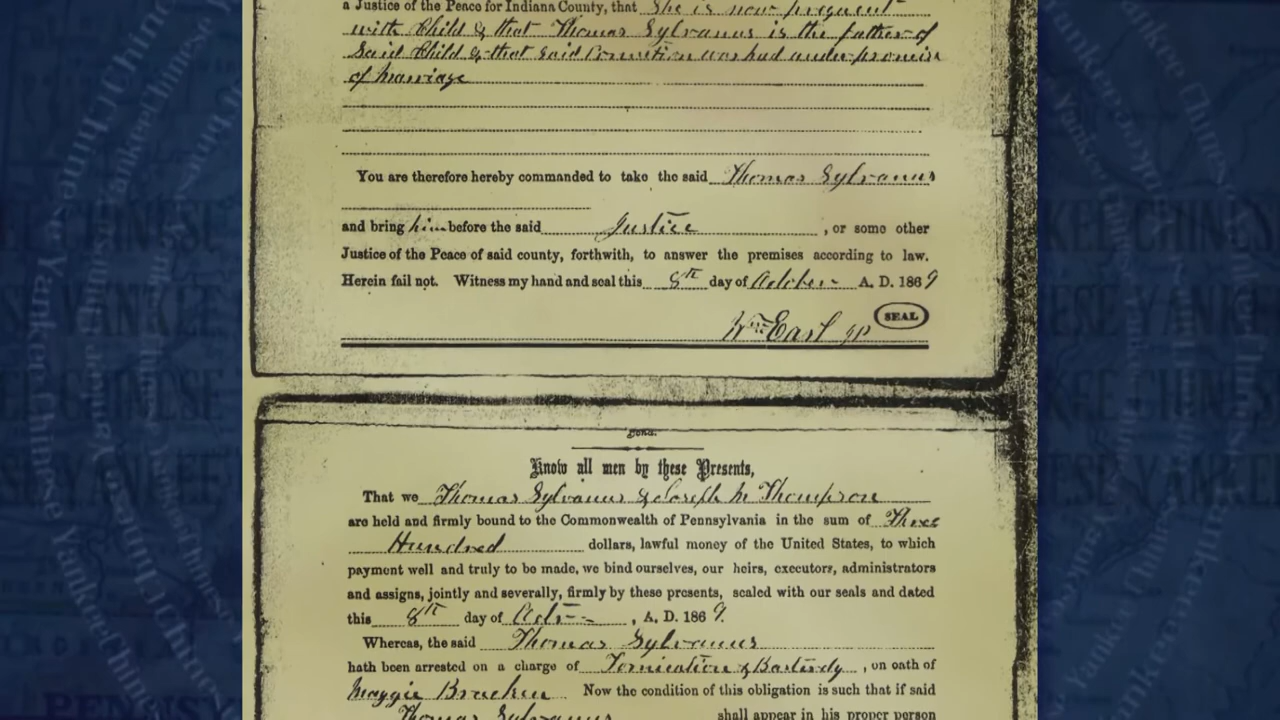 a Justice of the Peace for Indiana County, that She is now pregnent
with Child & that Thomas Sylvanus is the father of
Said Child & that Said Connection was had under promise
of marriage
You are therefore hereby commanded to take the said Thomas Sylvanus
and bring him before the said Justice , or some other
Justice of the Peace of said county, forthwith, to answer the premises according to law.
Herein fail not. Witness my hand and seal this 8th day of October A. D. 1869
Wm Earl JP SEAL
Bond.
Know all men by these Presents,
That we Thomas Sylvanus & Joseph M Thompson
are held and firmly bound to the Commonwealth of Pennsylvania in the sum of Three
Hundred dollars, lawful money of the United States, to which
payment well and truly to be made, we bind ourselves, our heirs, executors, administrators
and assigns, jointly and severally, firmly by these presents, sealed with our seals and dated
this 8th day of Octr , A. D. 1869.
Whereas, the said Thomas Sylvanus
hath been arrested on a charge of Fornication & Bastardy , on oath of
Maggie Bracken Now the condition of this obligation is such that if said
Thomas Sylvanus shall appear in his proper person